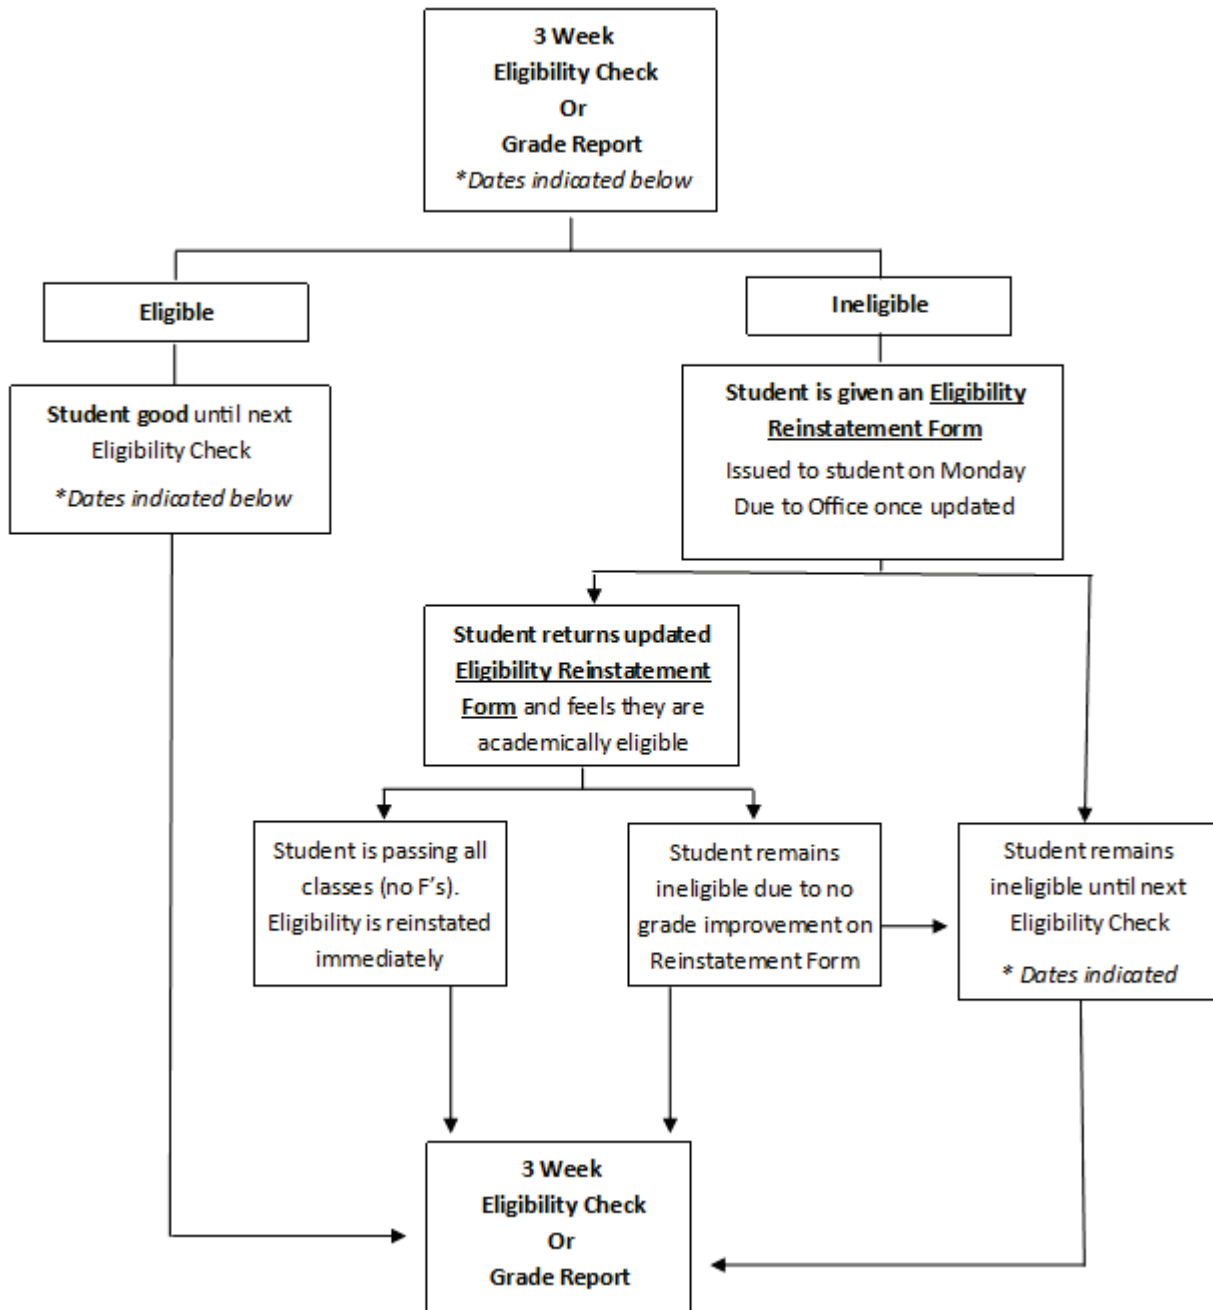 3 Week
Eligibility Check
Or
Grade Report
*Dates indicated below
Eligible
Ineligible
Student good until next
Eligibility Check
*Dates indicated below
Student is given an Eligibility
Reinstatement Form
Issued to student on Monday
Due to Office once updated
Student returns updated
Eligibility Reinstatement
Form and feels they are
academically eligible
Student is passing all
classes (no F's).
Eligibility is reinstated
immediately
Student remains
ineligible due to no
grade improvement on
Reinstatement Form
Student remains
ineligible until next
Eligibility Check
* Dates indicated
3 Week
Eligibility Check
Or
Grade Report